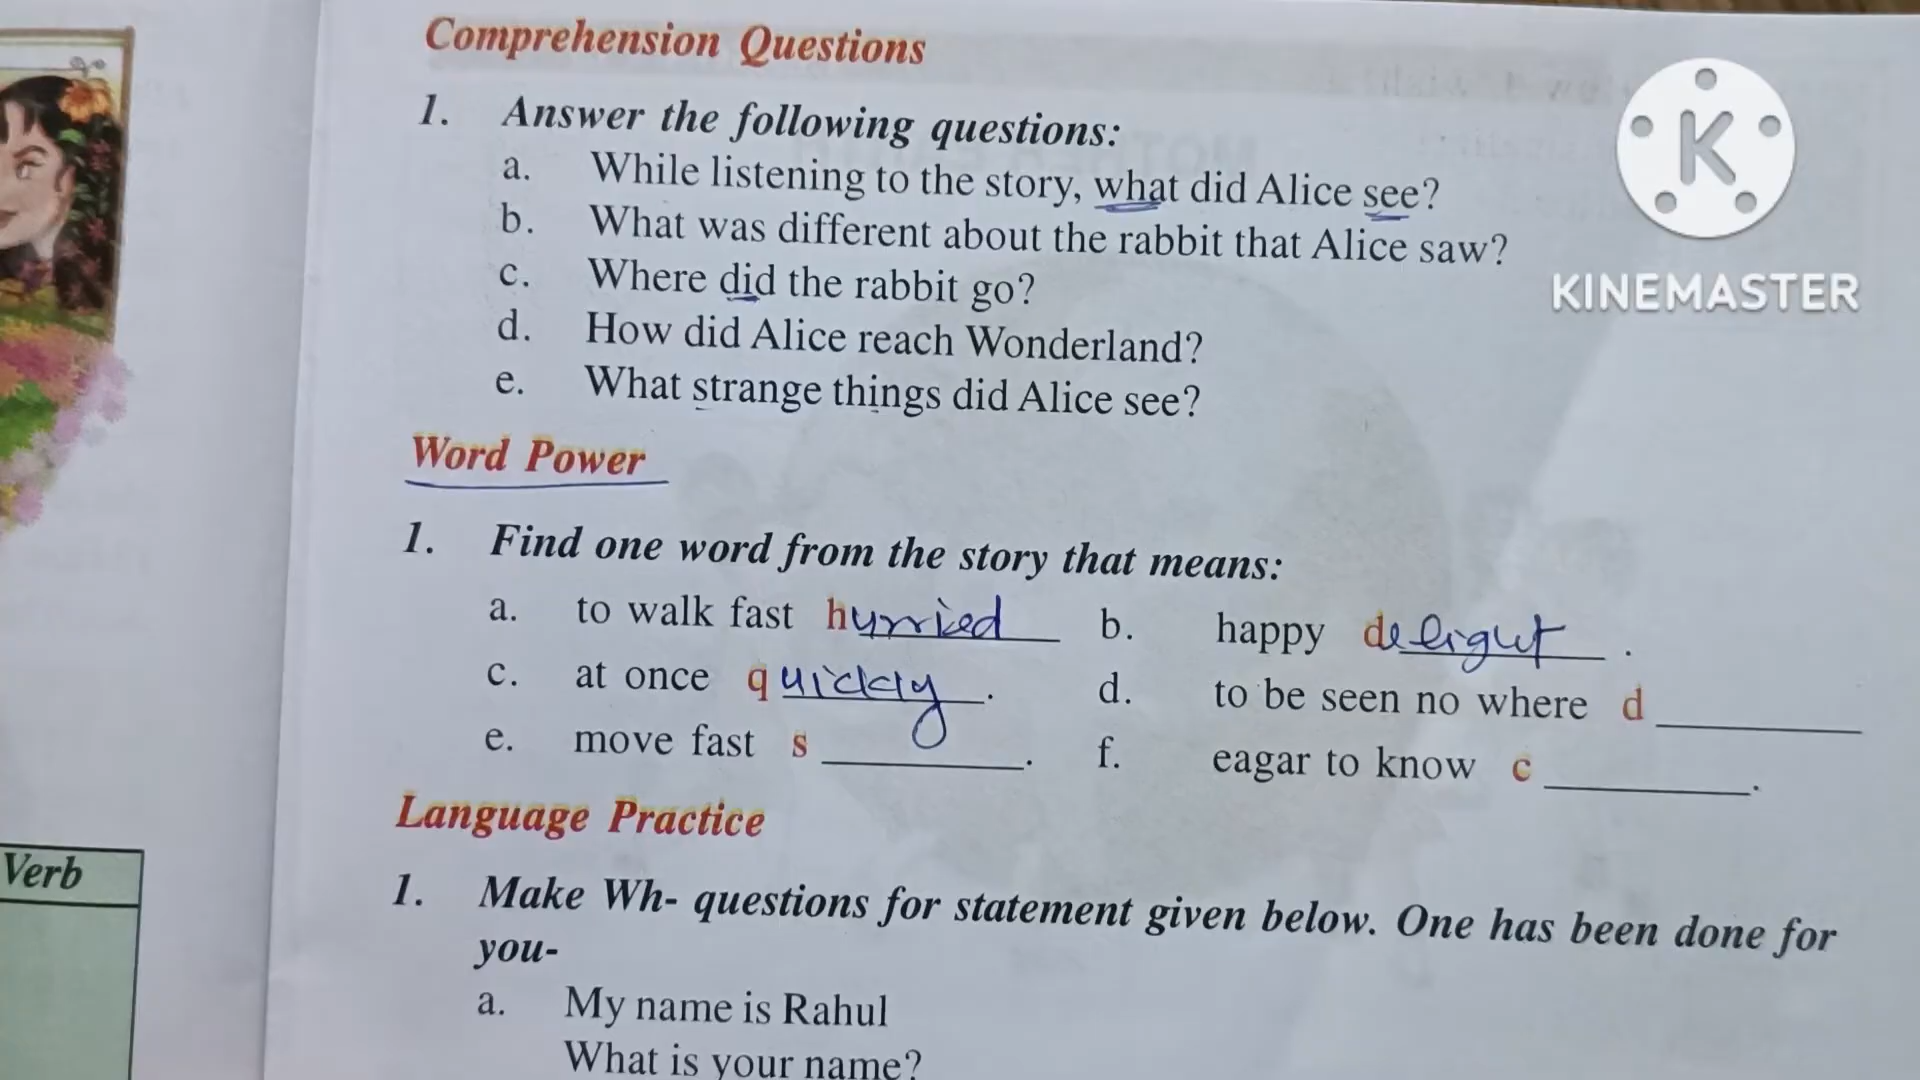 Comprehension Questions
1. Answer the following questions:
a. While listening to the story, what did Alice see?
b. What was different about the rabbit that Alice saw?
c. Where did the rabbit go?
d. How did Alice reach Wonderland?
e. What strange things did Alice see?
Word Power
1. Find one word from the story that means:
a. to walk fast hurried b. happy delight .
c. at once quickly . d. to be seen no where d
e. move fast s . f. eagar to know c .
Language Practice
1. Make Wh- questions for statement given below. One has been done for
you-
a. My name is Rahul
What is your name?
Verb
K
KINEMASTER